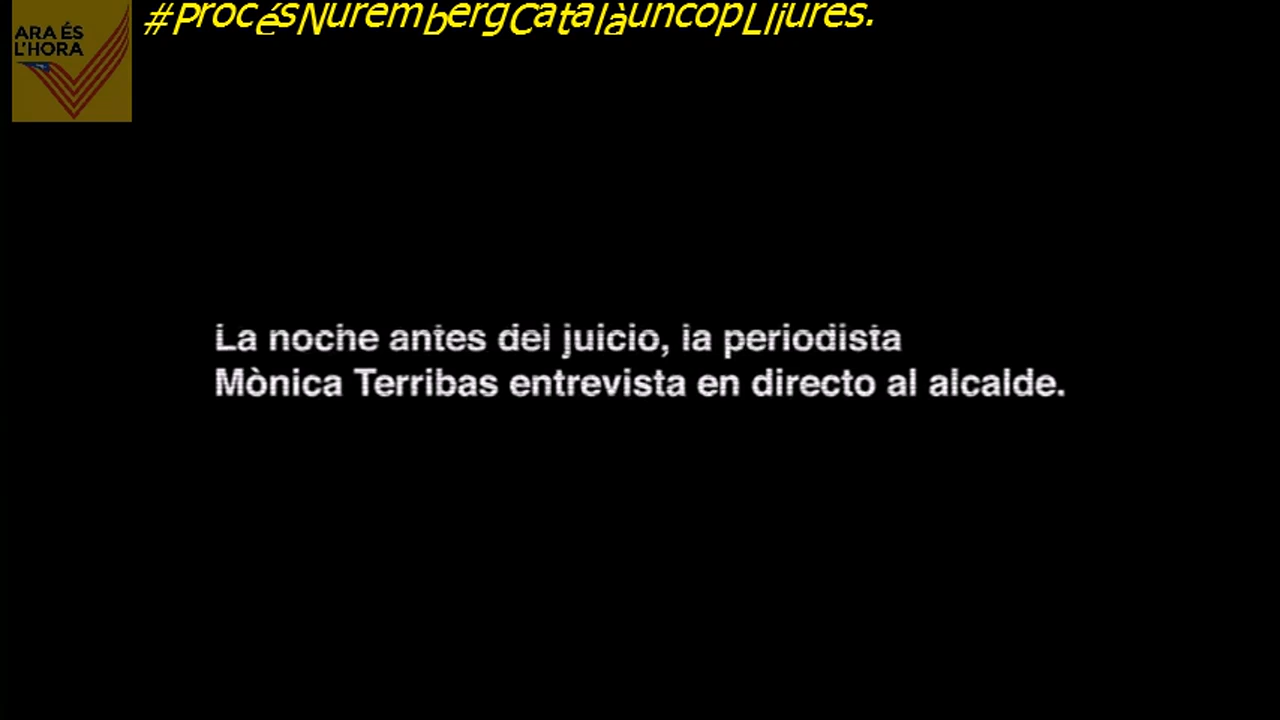 #ProcésNurembergCatalàuncopLliures.
ARA ÉS
L'HORA
La noche antes del juicio, la periodista
Mònica Terribas entrevista en directo al alcalde.